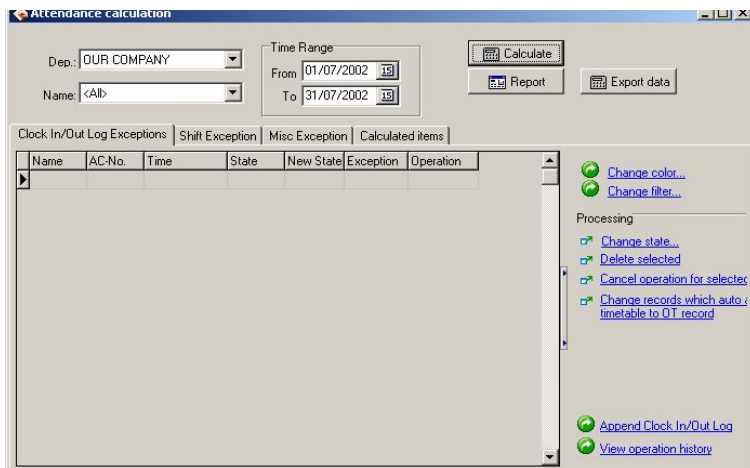 Attendance calculation
Dep.: OUR COMPANY
Name: <All>
Time Range
From 01/07/2002 15
To 31/07/2002 15
Calculate
Report
Export data
Clock In/Out Log Exceptions Shift Exception Misc Exception Calculated items
Name AC-No. Time State New State Exception Operation
Change color...
Change filter...
Processing
Change state...
Delete selected
Cancel operation for selected
Change records which auto
timetable to OT record
Append Clock In/Out Log
View operation history